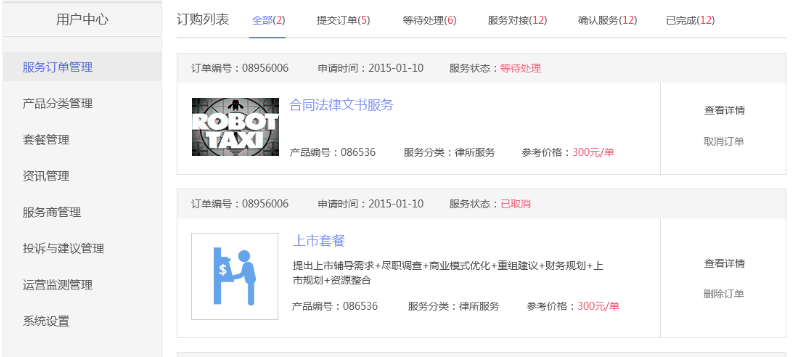 用户中心
服务订单管理
产品分类管理
套餐管理
资讯管理
服务商管理
投诉与建议管理
运营监测管理
系统设置
订购列表 全部(2) 提交订单(5) 等待处理(6) 服务对接(12) 确认服务(12) 已完成(12)
订单编号：08956006 申请时间：2015-01-10 服务状态：等待处理
ROBOT
TAXI
合同法律文书服务
产品编号：086536 服务分类：律所服务 参考价格：300元/单
查看详情
取消订单
订单编号：08956006 申请时间：2015-01-10 服务状态：已取消
$
上市套餐
提出上市辅导需求+尽职调查+商业模式优化+重组建议+财务规划+上
市规划+资源整合
产品编号：086536 服务分类：律所服务 参考价格：300元/单
查看详情
删除订单